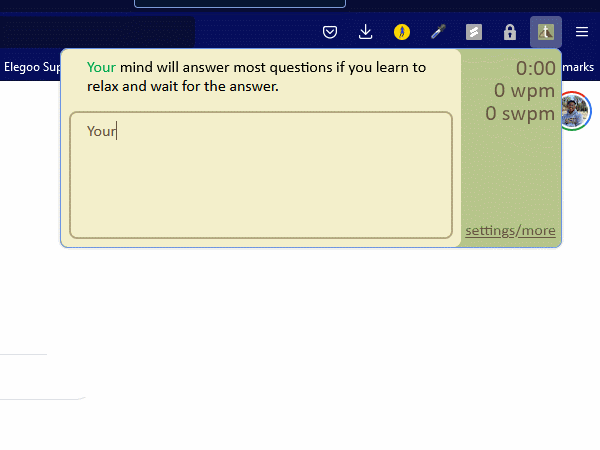 Elegoo Sup
marks
Your mind will answer most questions if you learn to
relax and wait for the answer.
Your
0:00
0 wpm
0 swpm
settings/more